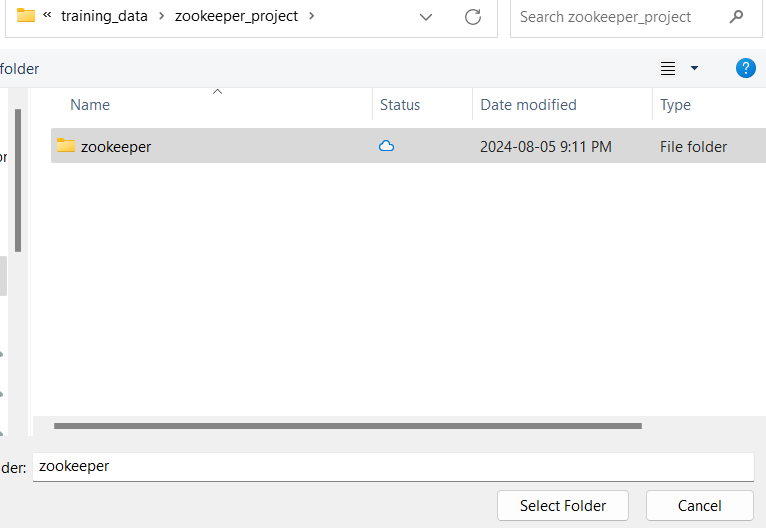 « training_data > zookeeper_project >
Search zookeeper_project
folder
?
Name Status Date modified Type
or
zookeeper 2024-08-05 9:11 PM File folder
der: zookeeper
Select Folder Cancel